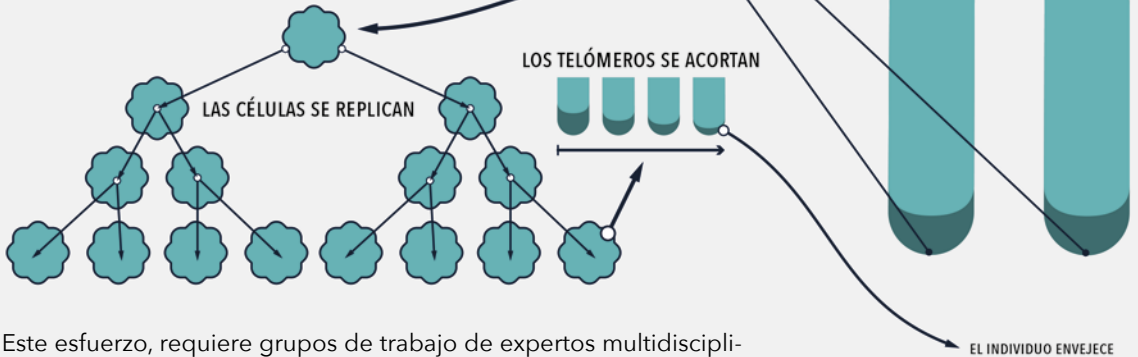 LOS TELÓMEROS SE ACORTAN
LAS CÉLULAS SE REPLICAN
Este esfuerzo, requiere grupos de trabajo de expertos multidiscipli-
EL INDIVIDUO ENVEJECE